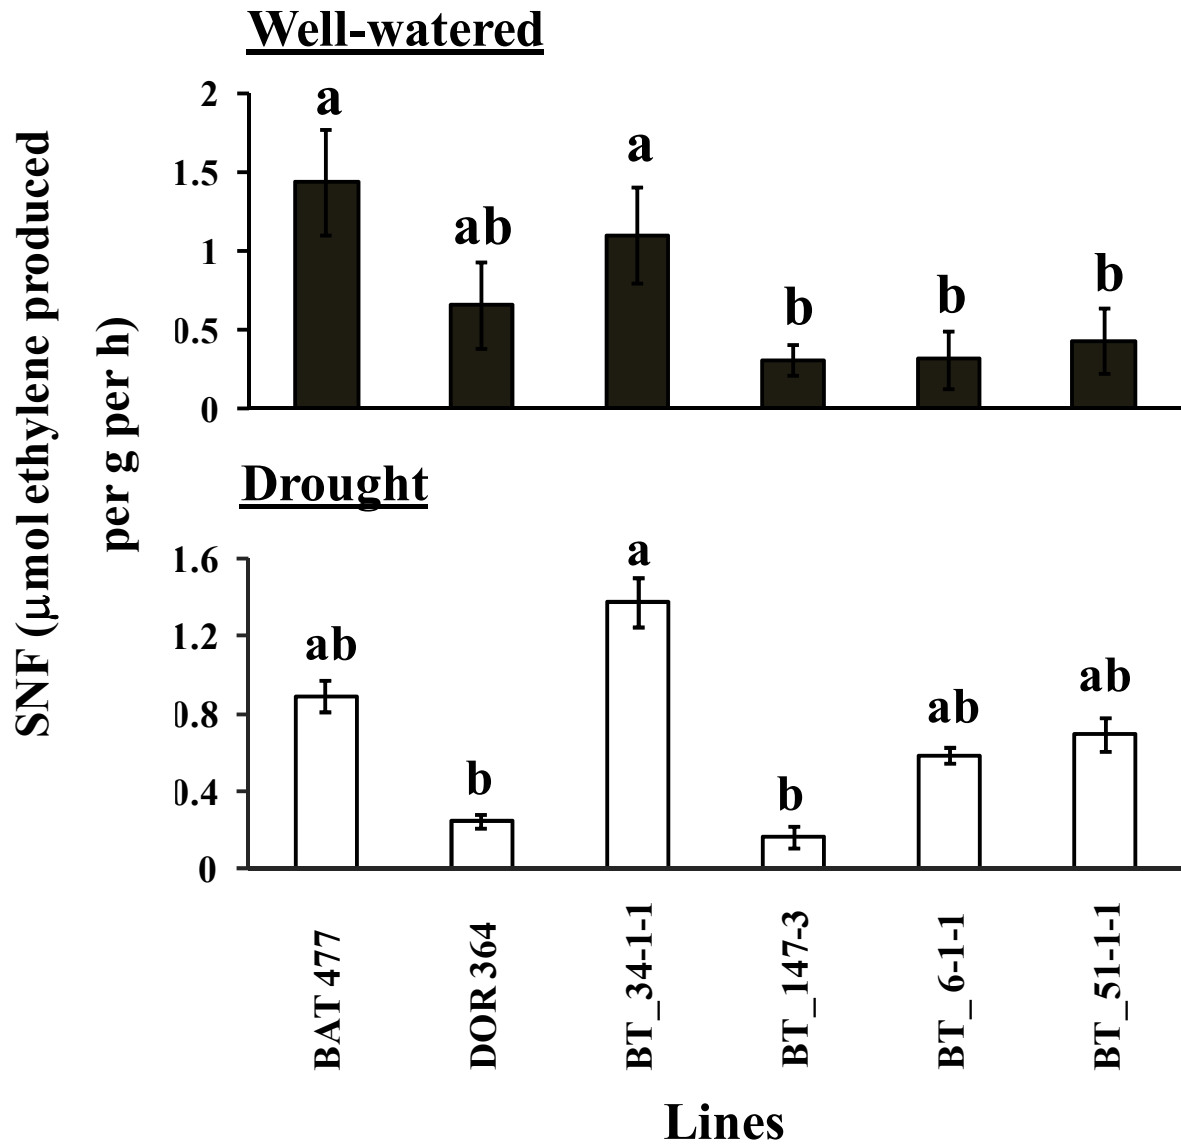 Well-watered
SNF (μmol ethylene produced
per g per h)
2
1.5
1
0.5
0
a
ab
a
b
b
b
Drought
1.6
1.2
0.8
0.4
0
ab
b
a
b
ab
ab
BAT 477
DOR 364
BT_34-1-1
BT_147-3
BT_6-1-1
BT_51-1-1
Lines